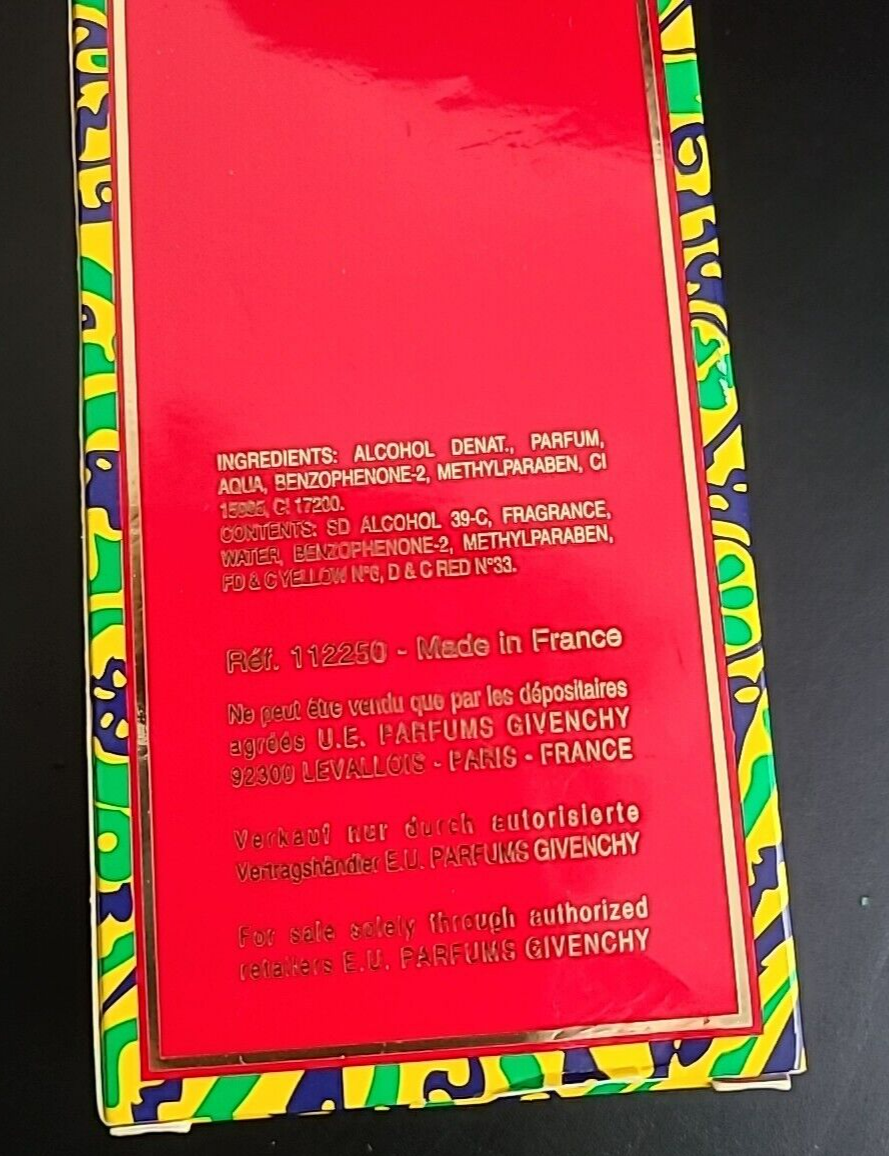 INGREDIENTS: ALCOHOL DENAT., PARFUM,
AQUA, BENZOPHENONE-2, METHYLPARABEN, CI
15985, CI 17200.
CONTENTS: SD ALCOHOL 39-C, FRAGRANCE,
WATER, BENZOPHENONE-2, METHYLPARABEN,
FD & C YELLOW N°6, D & C RED N°33.
Réf. 112250 - Made in France
Ne peut être vendu que par les dépositaires
agréés U.E. PARFUMS GIVENCHY
92300 LEVALLOIS - PARIS - FRANCE
Verkauf nur durch autorisierte
Vertragshändler E.U. PARFUMS GIVENCHY
For sale solely through authorized
retailers E.U. PARFUMS GIVENCHY